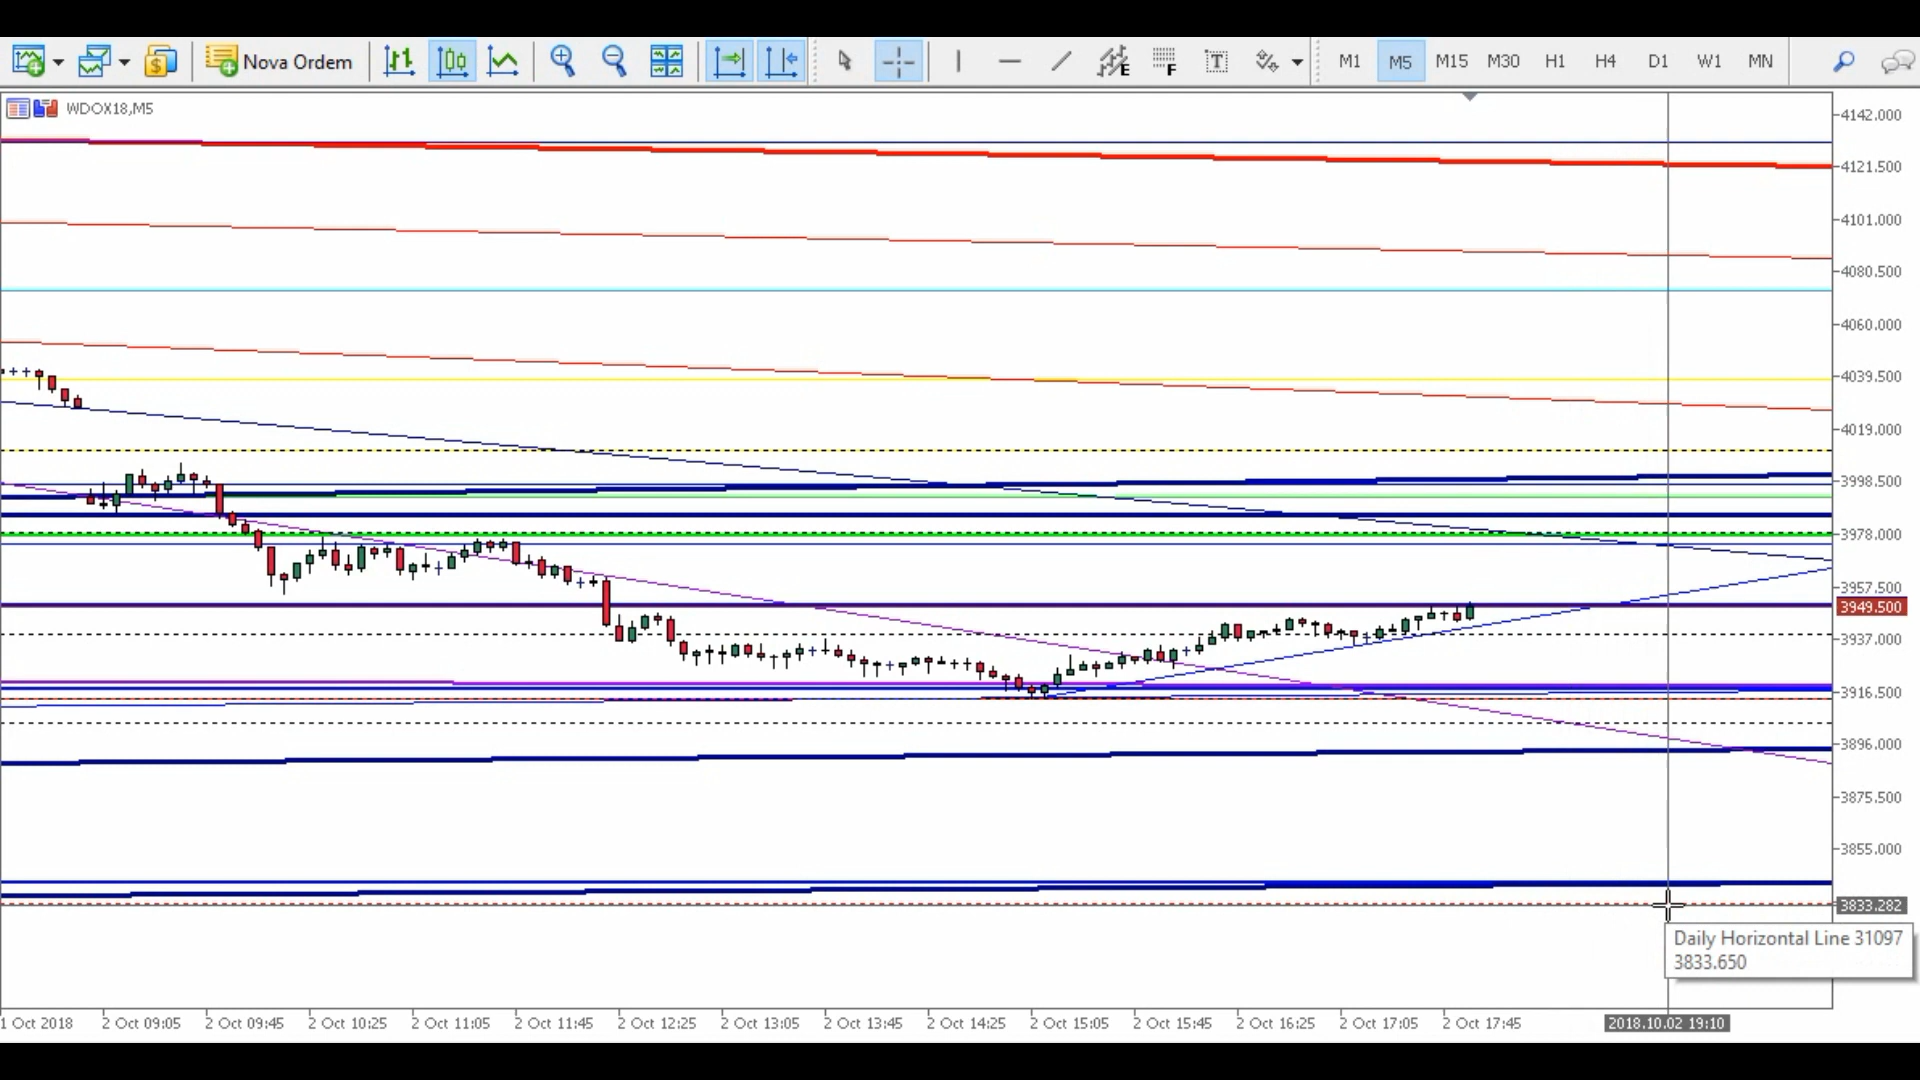 Nova Ordem
E
F
T
M1 M5 M15 M30 H1 H4 D1 W1 MN
WDOX18,M5
4142.000
4121.500
4101.000
4080.500
4060.000
4039.500
4019.000
3998.500
3978.000
3957.500
3949.500
3937.000
3916.500
3896.000
3875.500
3855.000
3833.282
Daily Horizontal Line 31097
3833.650
1 Oct 2018 2 Oct 09:05 2 Oct 09:45 2 Oct 10:25 2 Oct 11:05 2 Oct 11:45 2 Oct 12:25 2 Oct 13:05 2 Oct 13:45 2 Oct 14:25 2 Oct 15:05 2 Oct 15:45 2 Oct 16:25 2 Oct 17:05 2 Oct 17:45 2018.10.02 19:10